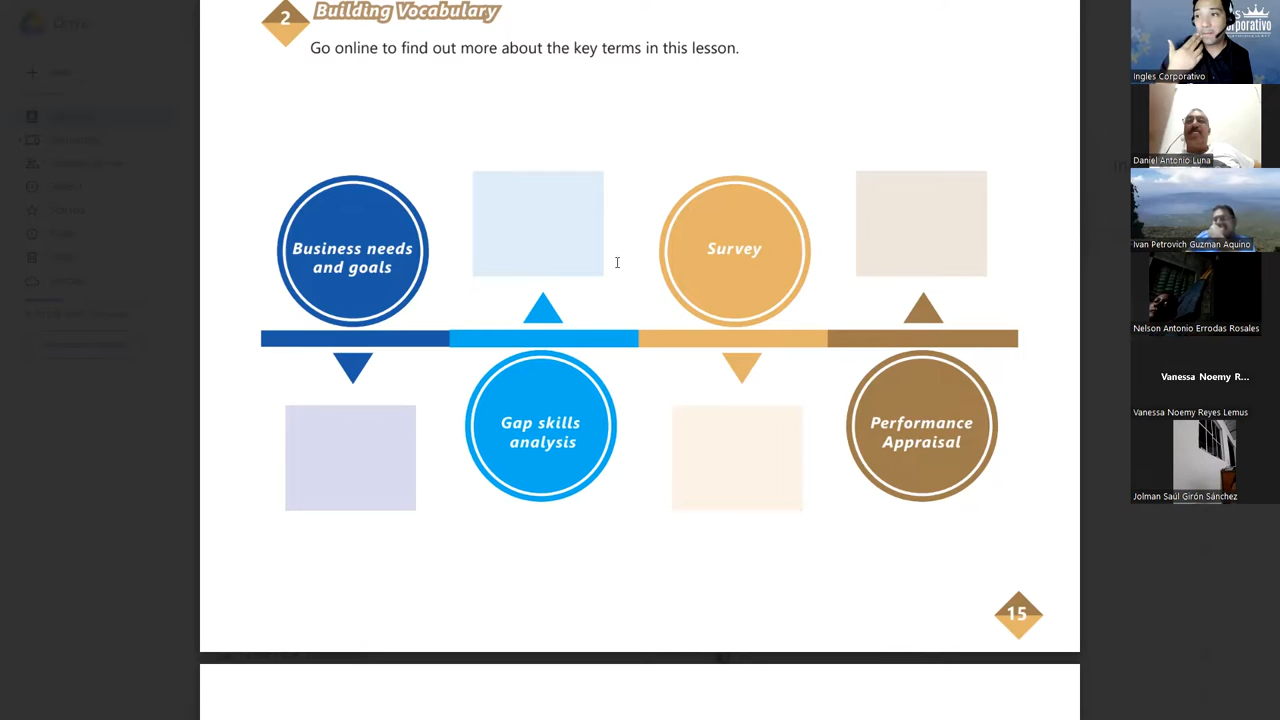 2
Building Vocabulary
Go online to find out more about the key terms in this lesson.
Business needs
and goals
Survey
Gap skills
analysis
Performance
Appraisal
15
Ingles Corporativo
Daniel Antonio Luna
Ivan Petrovich Guzman Aquino
Nelson Antonio Errodas Rosales
Vanessa Noemy R...
Vanessa Noemy Reyes Lemus
Jolman Saúl Girón Sánchez